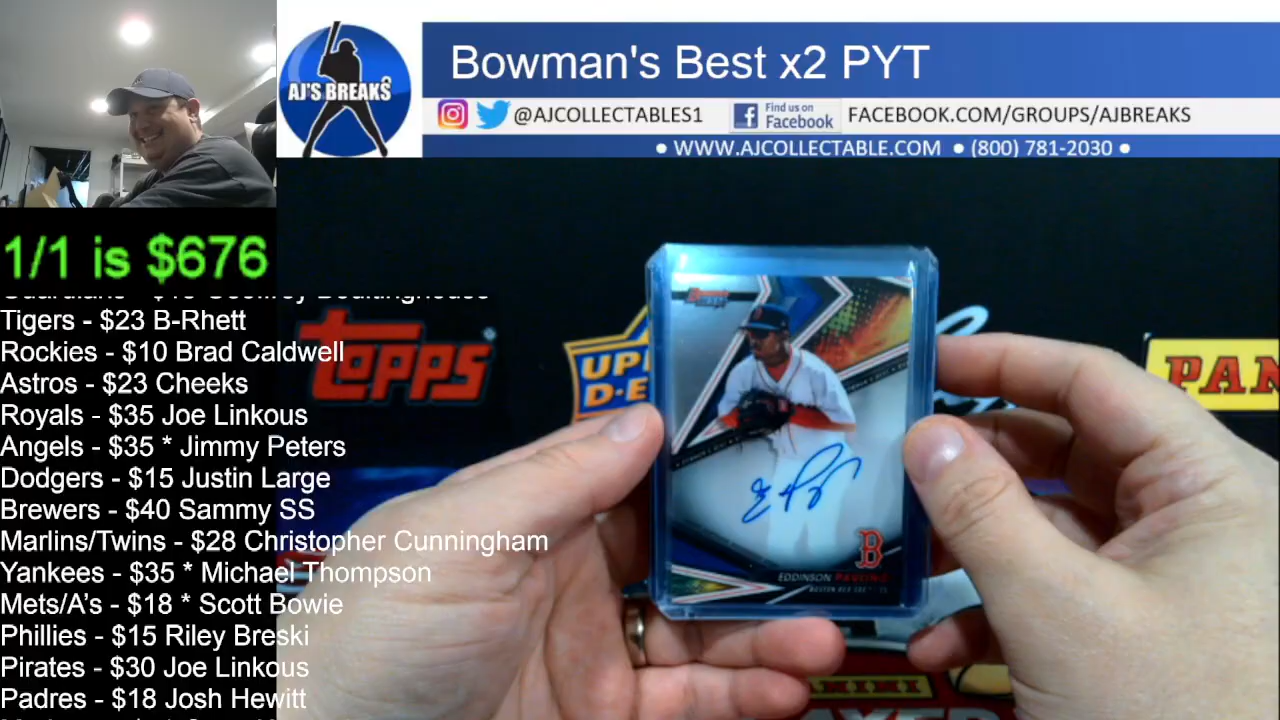 Bowman's Best x2 PYT
AJ'S BREAKS
@AJCOLLECTABLES1
Find us on
Facebook
FACEBOOK.COM/GROUPS/AJBREAKS
• WWW.AJCOLLECTABLE.COM • (800) 781-2030 •
1/1 is $676
Tigers - $23 B-Rhett
Rockies - $10 Brad Caldwell
Astros - $23 Cheeks
Royals - $35 Joe Linkous
Angels - $35 * Jimmy Peters
Dodgers - $15 Justin Large
Brewers - $40 Sammy SS
Marlins/Twins - $28 Christopher Cunningham
Yankees - $35 * Michael Thompson
Mets/A's - $18 * Scott Bowie
Phillies - $15 Riley Breski
Pirates - $30 Joe Linkous
Padres - $18 Josh Hewitt
TOPPS
UP
D-E
PAN
B
EDDINSON PAULINO
PANINI